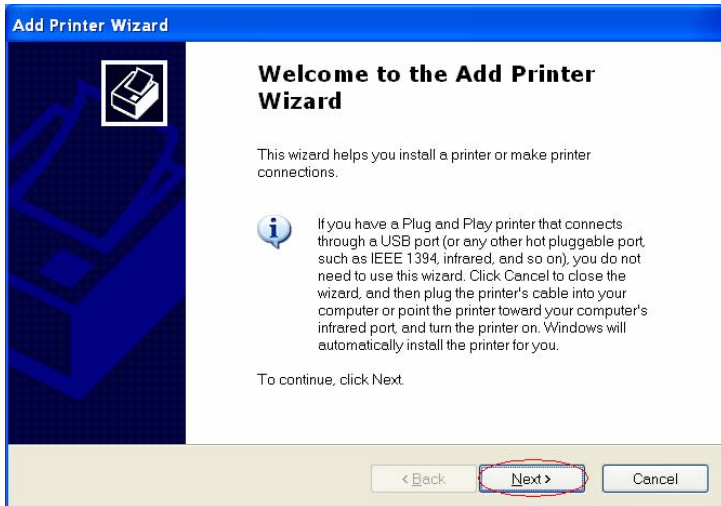 Add Printer Wizard
Welcome to the Add Printer
Wizard
This wizard helps you install a printer or make printer
connections.
If you have a Plug and Play printer that connects
through a USB port (or any other hot pluggable port,
such as IEEE 1394, infrared, and so on), you do not
need to use this wizard. Click Cancel to close the
wizard, and then plug the printer's cable into your
computer or point the printer toward your computer's
infrared port, and turn the printer on. Windows will
automatically install the printer for you.
To continue, click Next.
< Back Next > Cancel